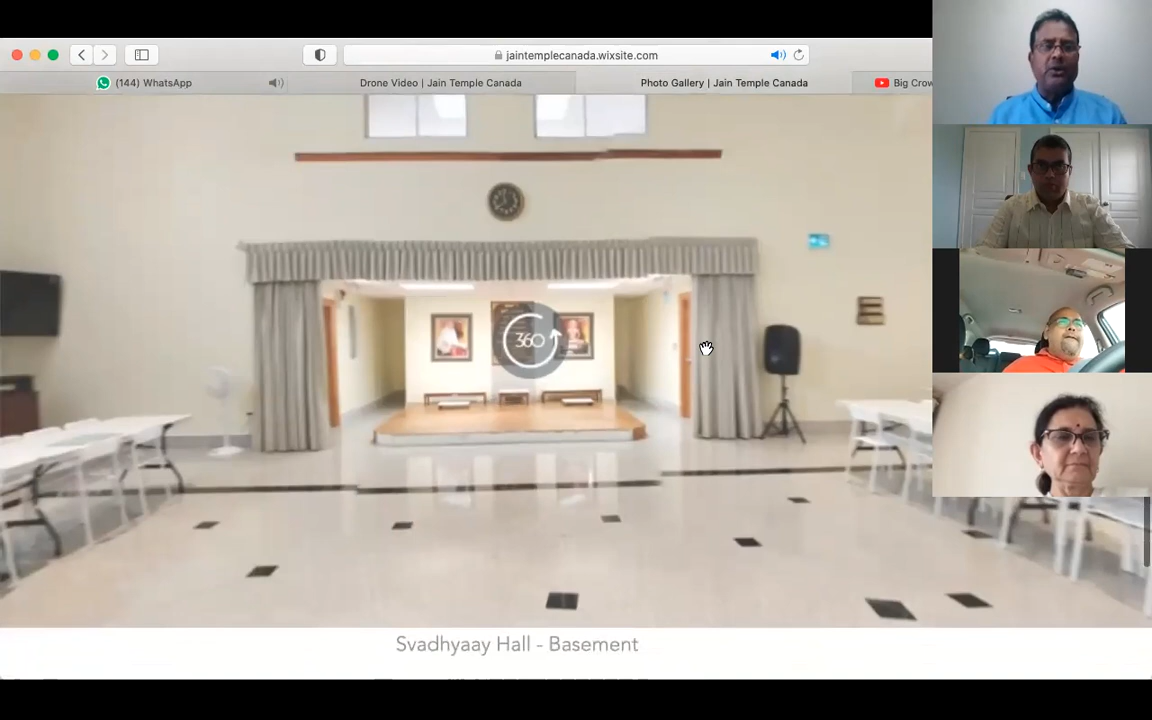 jaintemplecanada.wixsite.com
(144) WhatsApp
Drone Video | Jain Temple Canada
Photo Gallery | Jain Temple Canada
Big Crow
360
Svadhyaay Hall - Basement